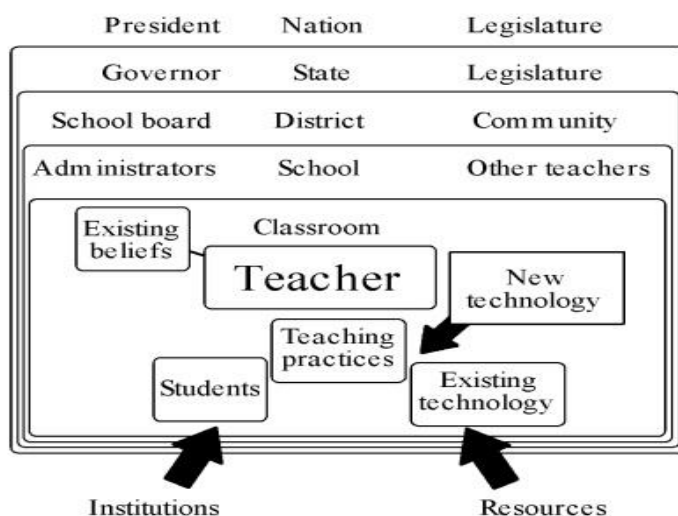 President Nation Legislature
Governor State Legislature
School board District Community
Administrators School Other teachers
Existing
beliefs
Classroom
Teacher
New
technology
Teaching
practices
Students
Existing
technology
Institutions Resources